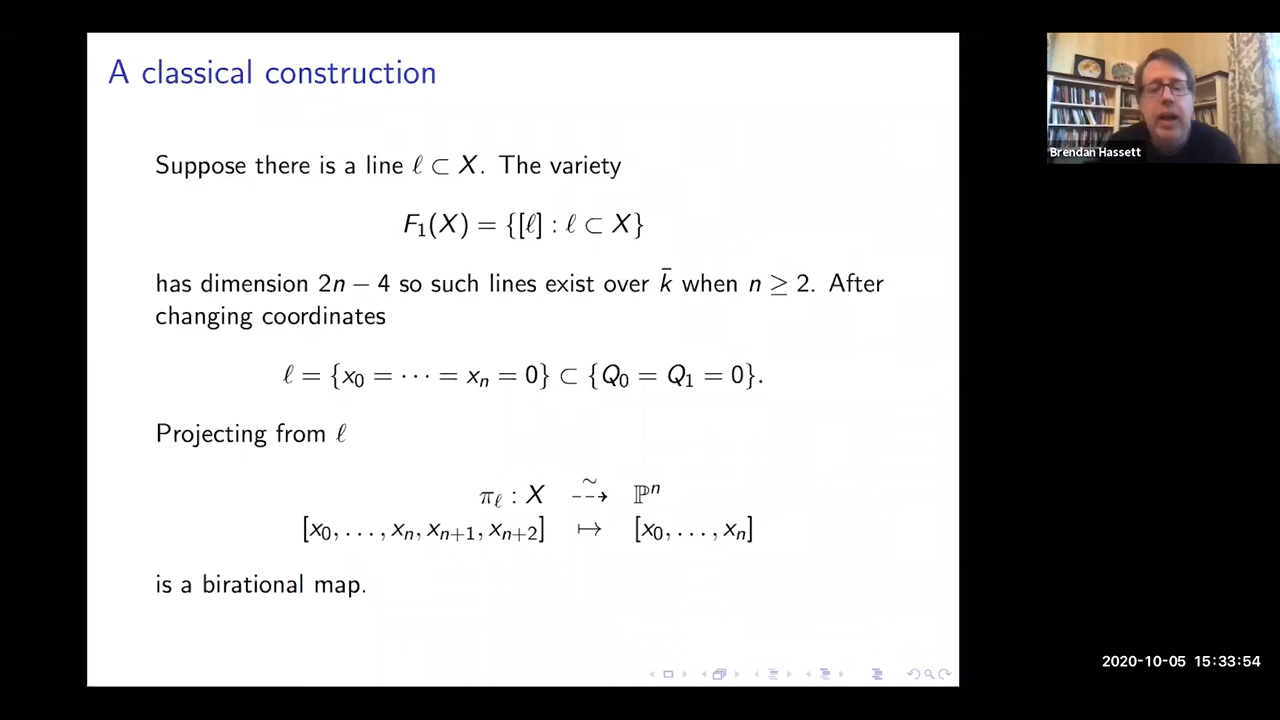 A classical construction
Suppose there is a line ℓ ⊂ X. The variety
F₁(X) = {[ℓ] : ℓ ⊂ X}
has dimension 2n − 4 so such lines exist over k̄ when n ≥ 2. After
changing coordinates
ℓ = {x₀ = ⋯ = xₙ = 0} ⊂ {Q₀ = Q₁ = 0}.
Projecting from ℓ
π_ℓ : X ⇢̃ ℙⁿ
[x₀, …, xₙ, xₙ₊₁, xₙ₊₂] ↦ [x₀, …, xₙ]
is a birational map.
Brendan Hassett
2020-10-05 15:33:54